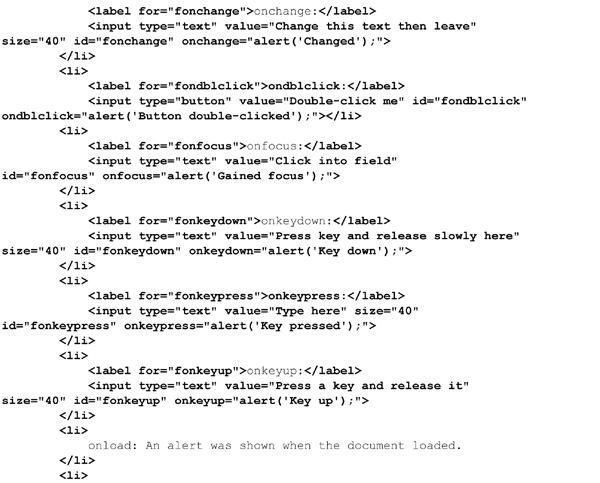 <label for="fonchange">onchange:</label>
<input type="text" value="Change this text then leave"
size="40" id="fonchange" onchange="alert('Changed');">
</li>
<li>
<label for="fondblclick">ondblclick:</label>
<input type="button" value="Double-click me" id="fondblclick"
ondblclick="alert('Button double-clicked');"></li>
<li>
<label for="fonfocus">onfocus:</label>
<input type="text" value="Click into field"
id="fonfocus" onfocus="alert('Gained focus');">
</li>
<li>
<label for="fonkeydown">onkeydown:</label>
<input type="text" value="Press key and release slowly here"
size="40" id="fonkeydown" onkeydown="alert('Key down');">
</li>
<li>
<label for="fonkeypress">onkeypress:</label>
<input type="text" value="Type here" size="40"
id="fonkeypress" onkeypress="alert('Key pressed');">
</li>
<li>
<label for="fonkeyup">onkeyup:</label>
<input type="text" value="Press a key and release it"
size="40" id="fonkeyup" onkeyup="alert('Key up');">
</li>
<li>
onload: An alert was shown when the document loaded.
</li>
<li>